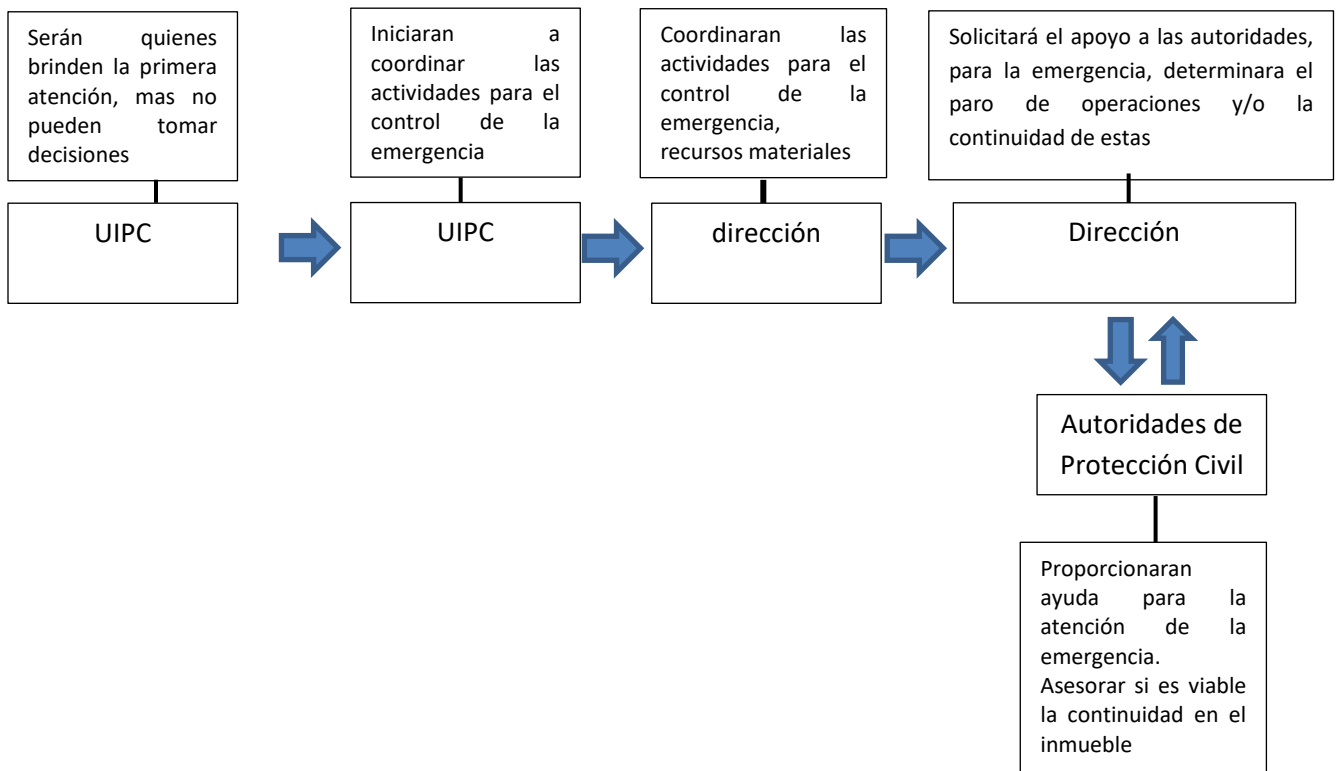 Serán quienes
brinden la primera
atención, mas no
pueden tomar
decisiones
Iniciaran a
coordinar las
actividades para el
control de la
emergencia
Coordinaran las
actividades para el
control de la
emergencia,
recursos materiales
Solicitará el apoyo a las autoridades,
para la emergencia, determinara el
paro de operaciones y/o la
continuidad de estas
UIPC
UIPC
dirección
Dirección
Autoridades de
Protección Civil
Proporcionaran
ayuda para la
atención de la
emergencia.
Asesorar si es viable
la continuidad en el
inmueble